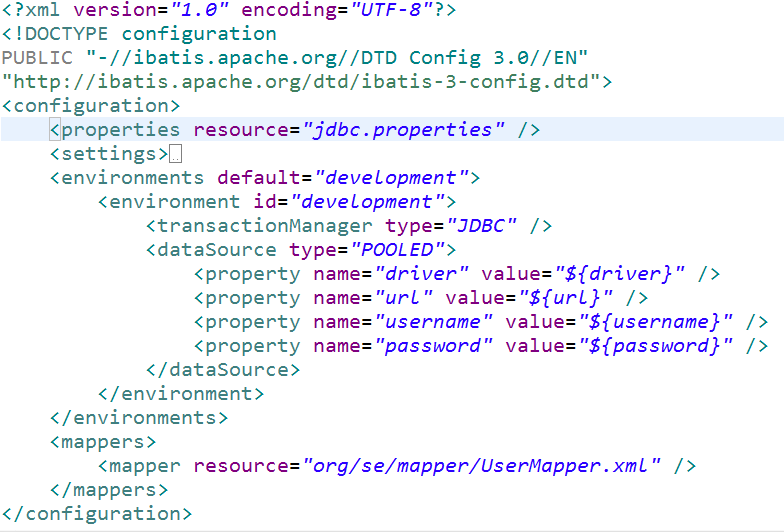 <?xml version="1.0" encoding="UTF-8"?>
<!DOCTYPE configuration
PUBLIC "-//ibatis.apache.org//DTD Config 3.0//EN"
"http://ibatis.apache.org/dtd/ibatis-3-config.dtd">
<configuration>
    <properties resource="jdbc.properties" />
    <settings>..
    <environments default="development">
        <environment id="development">
            <transactionManager type="JDBC" />
            <dataSource type="POOLED">
                <property name="driver" value="${driver}" />
                <property name="url" value="${url}" />
                <property name="username" value="${username}" />
                <property name="password" value="${password}" />
            </dataSource>
        </environment>
    </environments>
    <mappers>
        <mapper resource="org/se/mapper/UserMapper.xml" />
    </mappers>
</configuration>